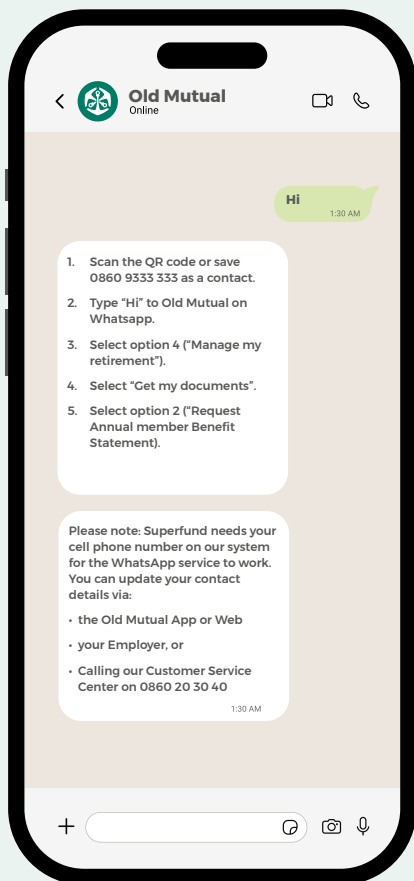 Old Mutual
Online
Hi
1:30 AM
1. Scan the QR code or save
0860 9333 333 as a contact.
2. Type “Hi” to Old Mutual on
Whatsapp.
3. Select option 4 (“Manage my
retirement”).
4. Select “Get my documents”.
5. Select option 2 (“Request
Annual member Benefit
Statement).
Please note: Superfund needs your
cell phone number on our system
for the WhatsApp service to work.
You can update your contact
details via:
• the Old Mutual App or Web
• your Employer, or
• Calling our Customer Service
Center on 0860 20 30 40
1:30 AM